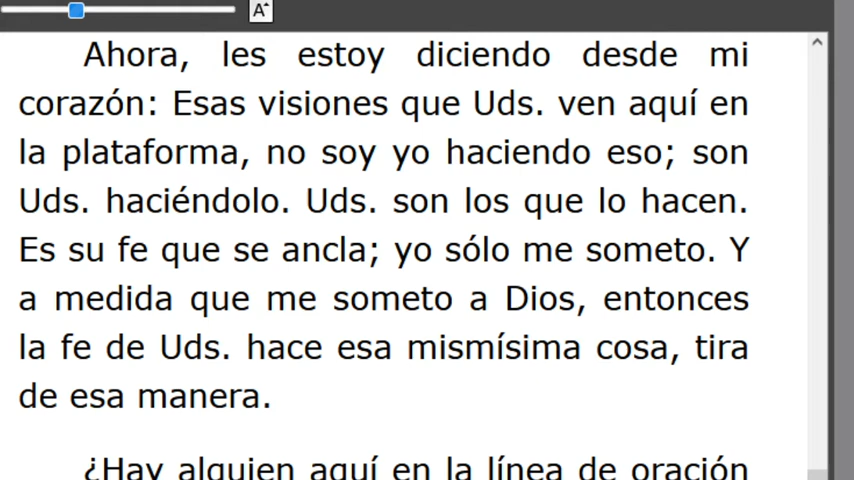 A
Ahora, les estoy diciendo desde mi
corazón: Esas visiones que Uds. ven aquí en
la plataforma, no soy yo haciendo eso; son
Uds. haciéndolo. Uds. son los que lo hacen.
Es su fe que se ancla; yo sólo me someto. Y
a medida que me someto a Dios, entonces
la fe de Uds. hace esa mismísima cosa, tira
de esa manera.
¿Hay alguien aquí en la línea de oración